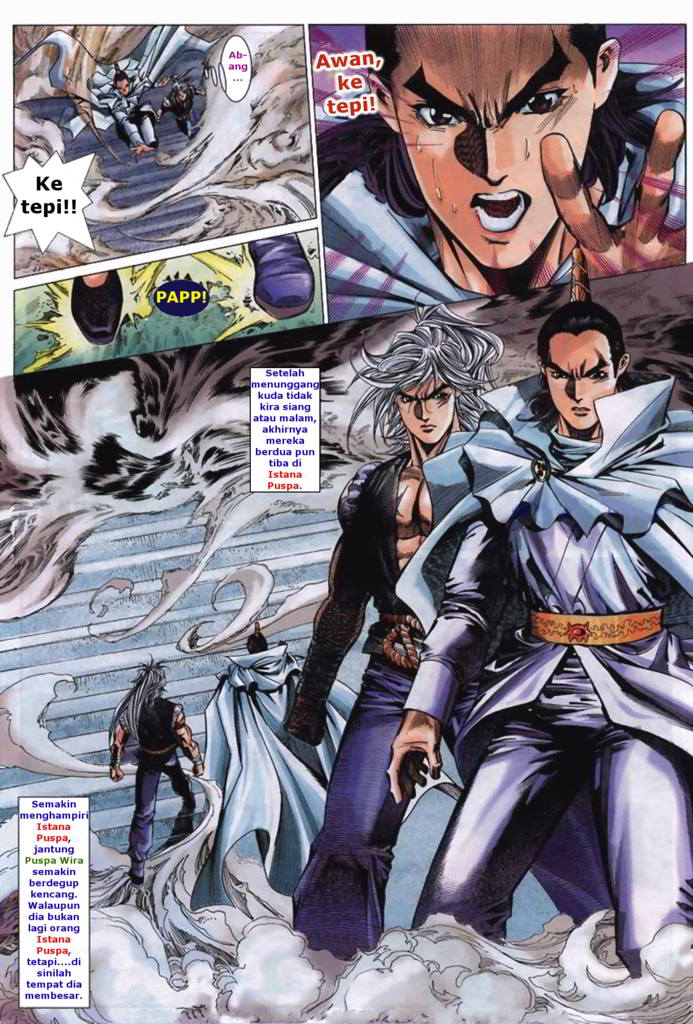 Ab-
ang
...
Ke
tepi!!
Awan,
ke
tepi!
PAPP!
Setelah
menunggang
kuda tidak
kira siang
atau malam,
akhirnya
mereka
berdua pun
tiba di
Istana
Puspa.
Semakin
menghampiri
Istana
Puspa,
jantung
Puspa Wira
semakin
berdegup
kencang.
Walaupun
dia bukan
lagi orang
Istana
Puspa,
tetapi....di
sinilah
tempat dia
membesar.